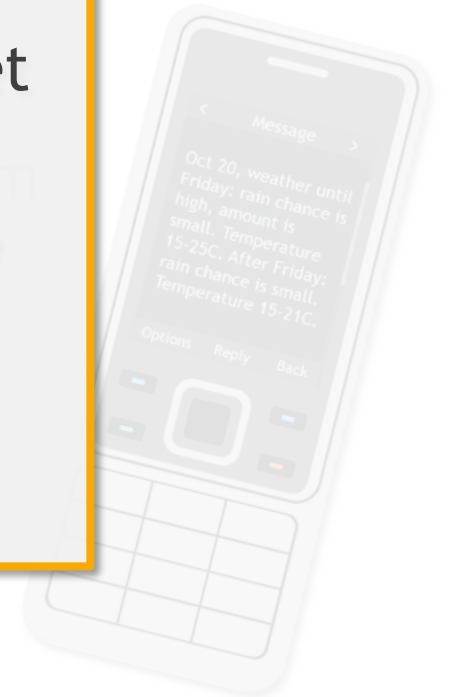 et
< Message >
Oct 20, weather until
Friday: rain chance is
high, amount is
small. Temperature
15-25C. After Friday:
rain chance is small.
Temperature 15-21C.
Options Reply Back